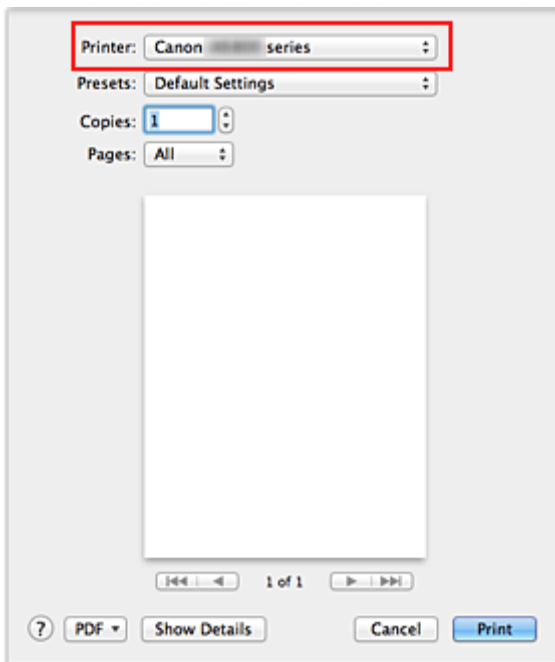 Printer: Canon series
Presets: Default Settings
Copies: 1
Pages: All
1 of 1
? PDF Show Details Cancel Print